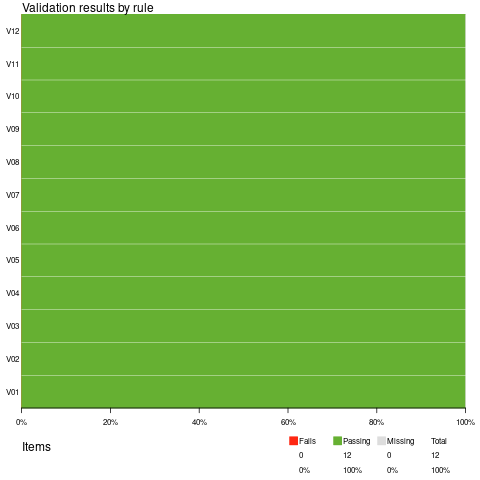 Validation results by rule
V12
V11
V10
V09
V08
V07
V06
V05
V04
V03
V02
V01
0% 20% 40% 60% 80% 100%
Items
Fails Passing Missing Total
0 12 0 12
0% 100% 0% 100%